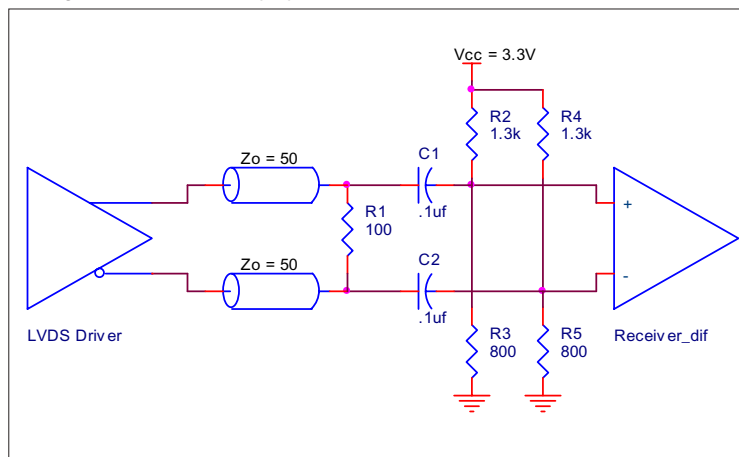 Vcc = 3.3V
R2
1.3k
R4
1.3k
Zo = 50
C1
.1uf
+
R1
100
Zo = 50
C2
.1uf
-
LVDS Driver
R3
800
R5
800
Receiver_dif